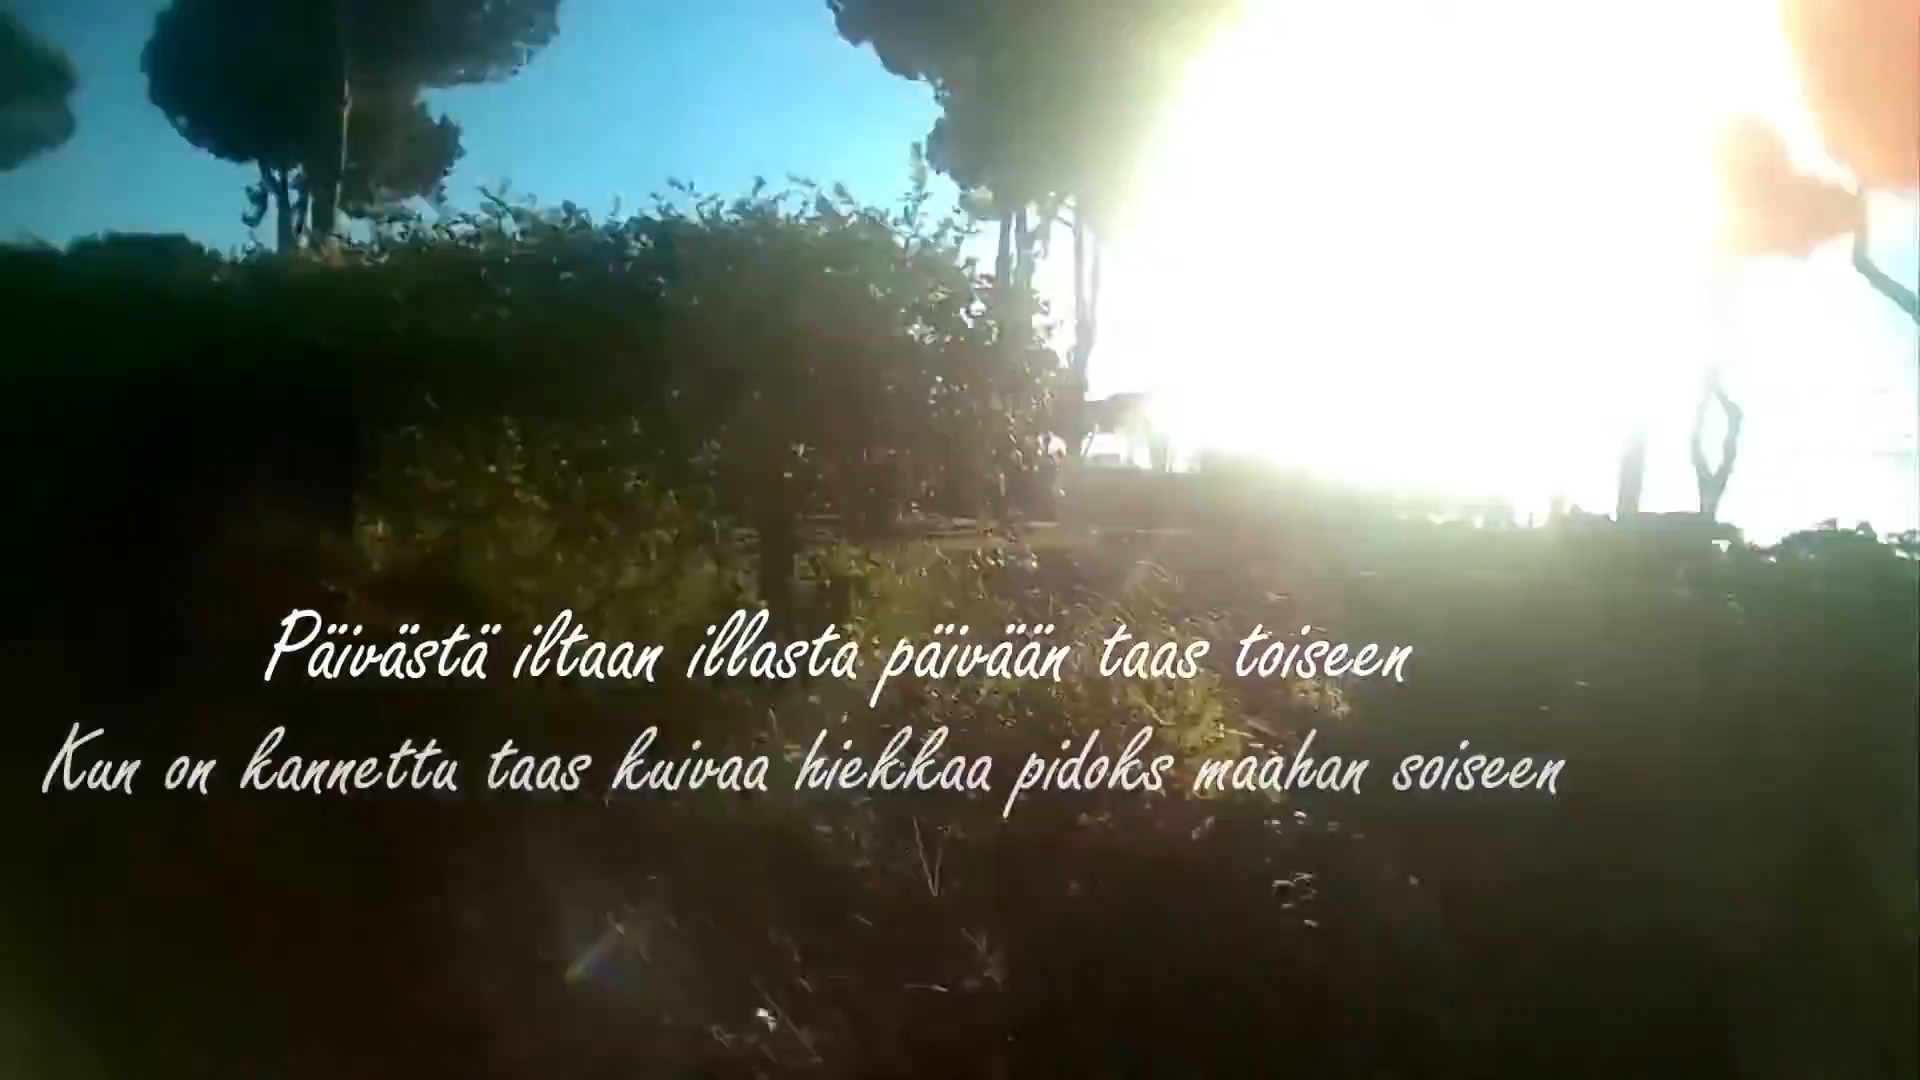 Päivästä iltaan illasta päivään taas toiseen
Kun on kannettu taas kuivaa hiekkaa pidoks maahan soiseen